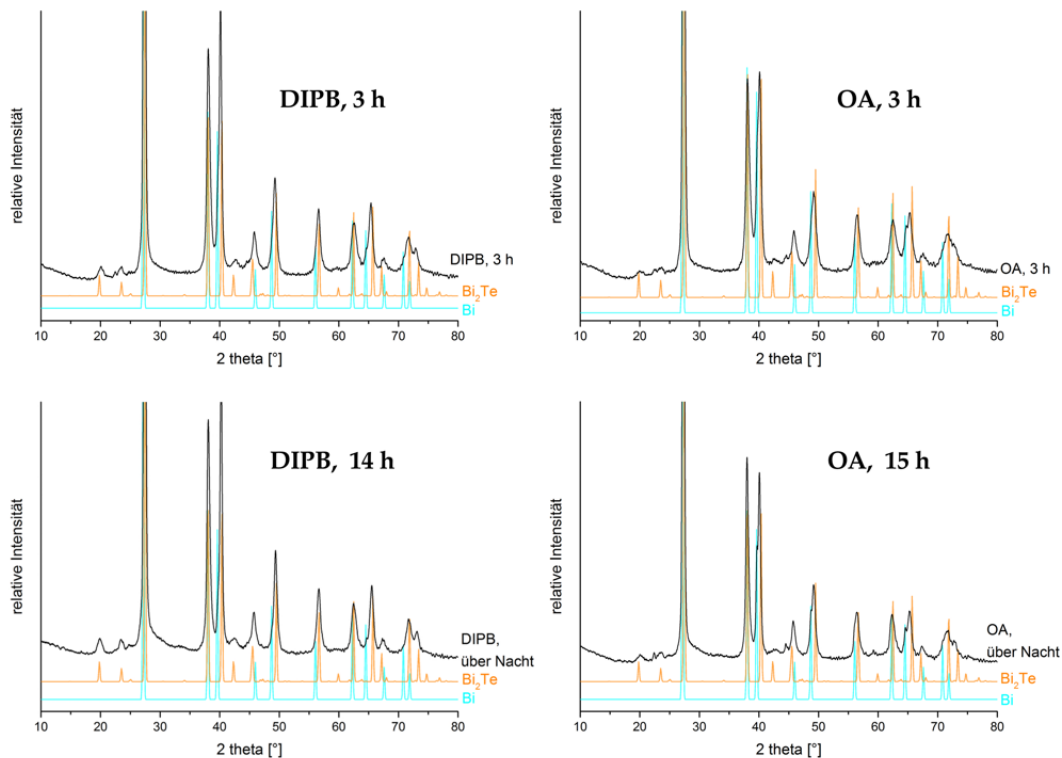 DIPB, 3 h
relative Intensität
DIPB, 3 h
Bi₂Te
Bi
10 20 30 40 50 60 70 80
2 theta [°]
OA, 3 h
relative Intensität
OA, 3 h
Bi₂Te
Bi
10 20 30 40 50 60 70 80
2 theta [°]
DIPB, 14 h
relative Intensität
DIPB,
über Nacht
Bi₂Te
Bi
10 20 30 40 50 60 70 80
2 theta [°]
OA, 15 h
relative Intensität
OA,
über Nacht
Bi₂Te
Bi
10 20 30 40 50 60 70 80
2 theta [°]